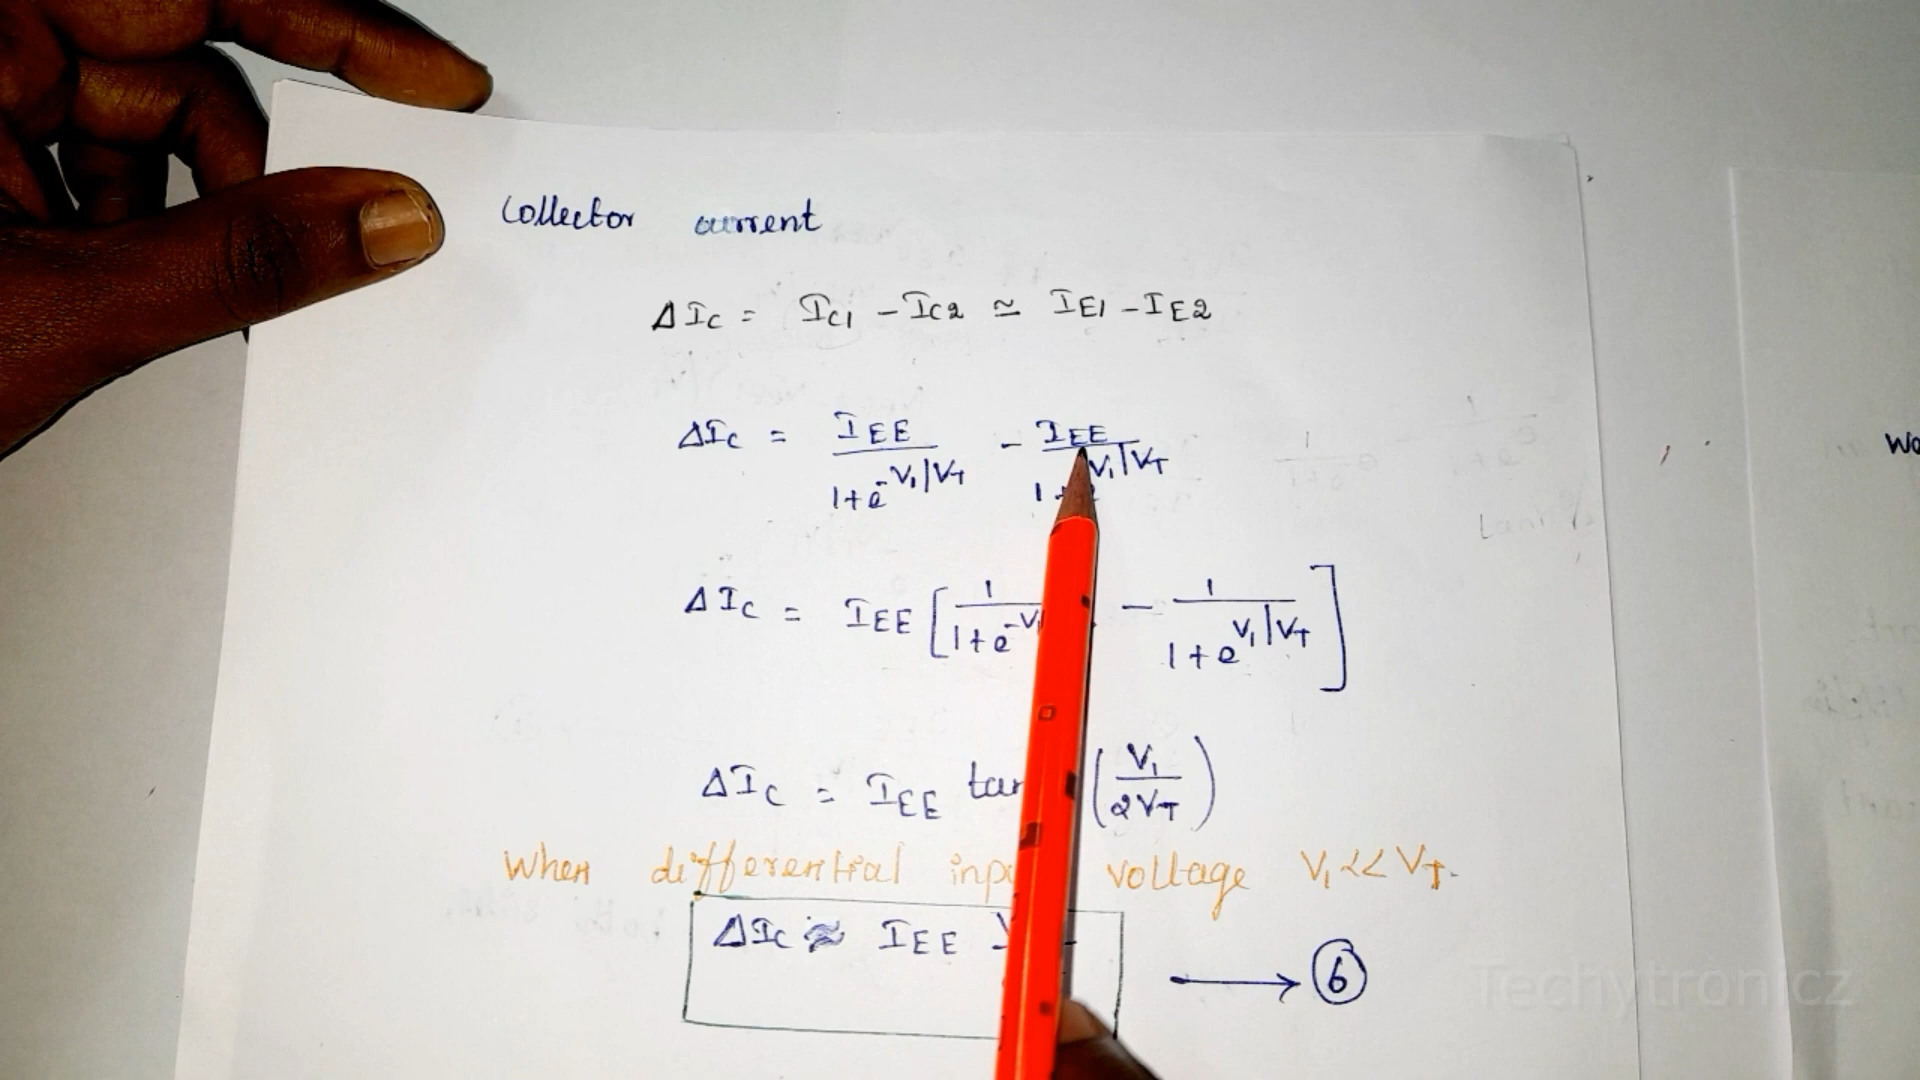 Collector current
ΔIC = IC1 - IC2 ≃ IE1 - IE2
ΔIC = IEE / 1+e^-V1/VT - IEE / 1+e^V1/VT
ΔIC = IEE [ 1 / 1+e^-V1 - 1 / 1+e^V1/VT ]
ΔIC = IEE (V1 / 2VT)
When differential voltage V1 << VT.
ΔIC ≈ IEE
→ 6
Techytronicz